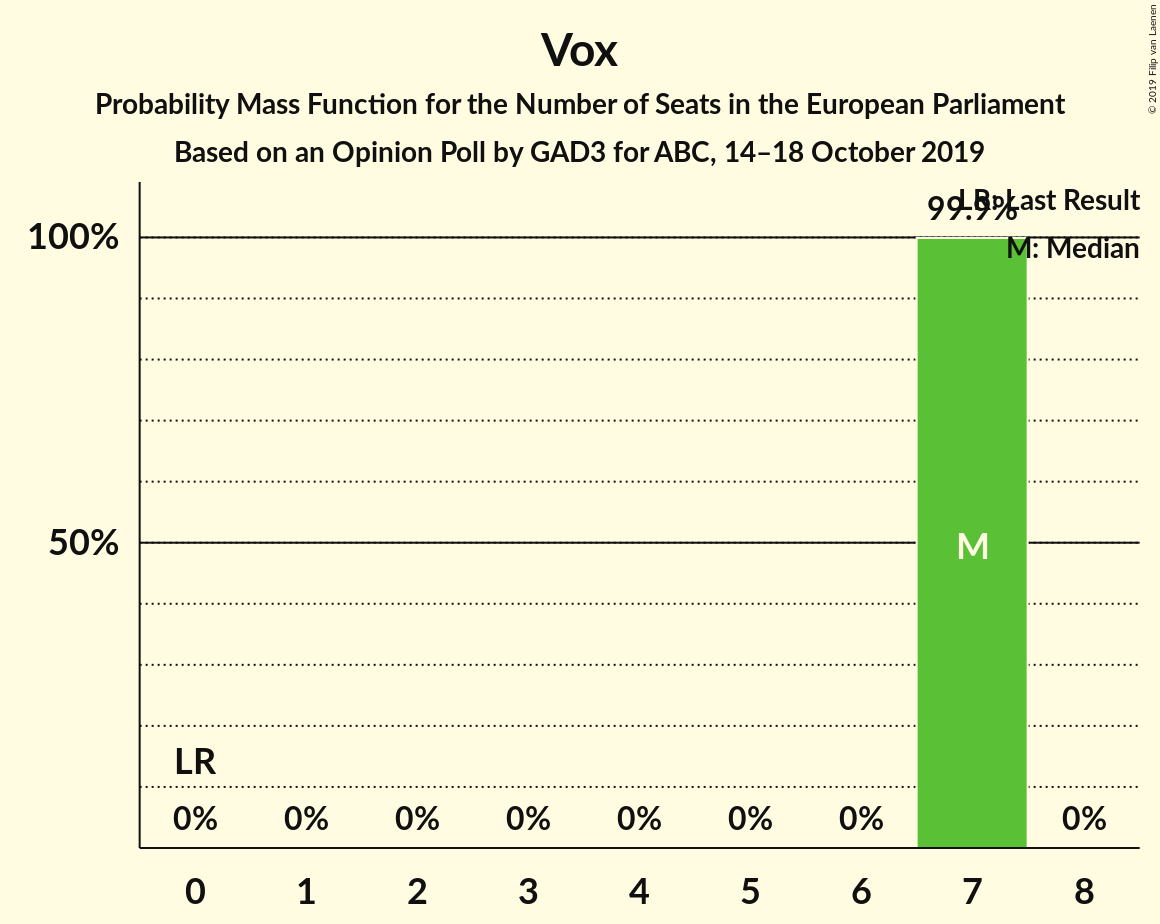 Vox
Probability Mass Function for the Number of Seats in the European Parliament
Based on an Opinion Poll by GAD3 for ABC, 14–18 October 2019
© 2019 Filip van Laenen
99.9%
LR: Last Result
M: Median
100%
50%
M
LR
0% 0% 0% 0% 0% 0% 0% 0%
0 1 2 3 4 5 6 7 8